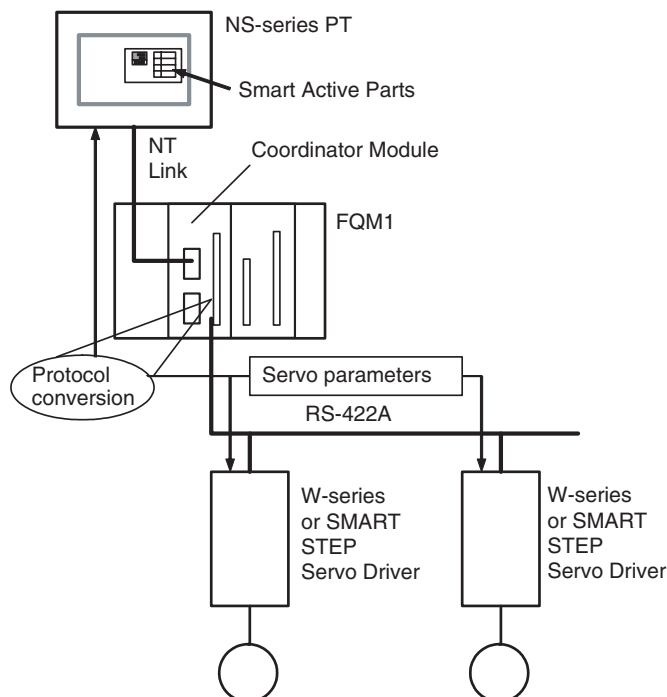 NS-series PT
Smart Active Parts
NT
Link
Coordinator Module
FQM1
Protocol
conversion
Servo parameters
RS-422A
W-series
or SMART
STEP
Servo Driver
W-series
or SMART
STEP
Servo Driver